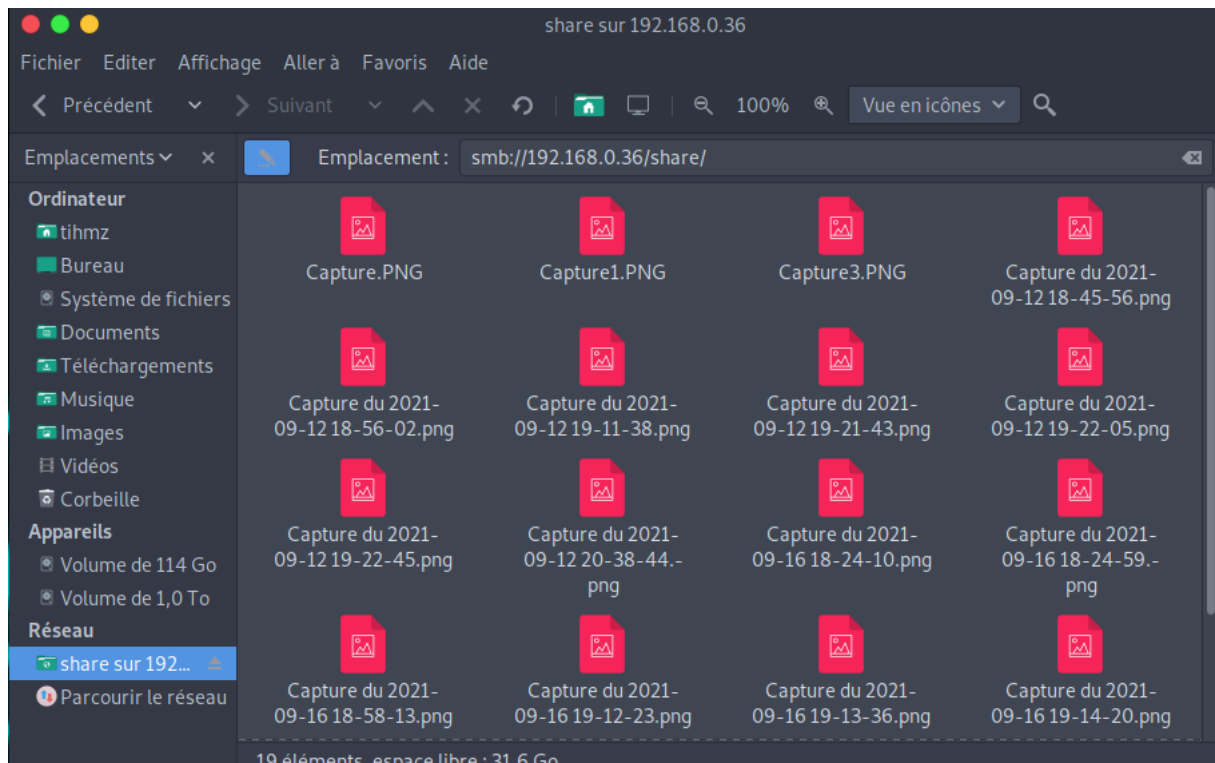 share sur 192.168.0.36
Fichier Editer Affichage Aller à Favoris Aide
Précédent Suivant 100% Vue en icônes
Emplacements Emplacement : smb://192.168.0.36/share/
Ordinateur
tihmz
Bureau
Système de fichiers
Documents
Téléchargements
Musique
Images
Vidéos
Corbeille
Appareils
Volume de 114 Go
Volume de 1,0 To
Réseau
share sur 192...
Parcourir le réseau
Capture.PNG Capture1.PNG Capture3.PNG Capture du 2021-
09-12 18-45-56.png
Capture du 2021- Capture du 2021- Capture du 2021- Capture du 2021-
09-12 18-56-02.png 09-12 19-11-38.png 09-12 19-21-43.png 09-12 19-22-05.png
Capture du 2021- Capture du 2021- Capture du 2021- Capture du 2021-
09-12 19-22-45.png 09-12 20-38-44.- 09-16 18-24-10.png 09-16 18-24-59.-
png png
Capture du 2021- Capture du 2021- Capture du 2021- Capture du 2021-
09-16 18-58-13.png 09-16 19-12-23.png 09-16 19-13-36.png 09-16 19-14-20.png
19 éléments, espace libre : 31,6 Go